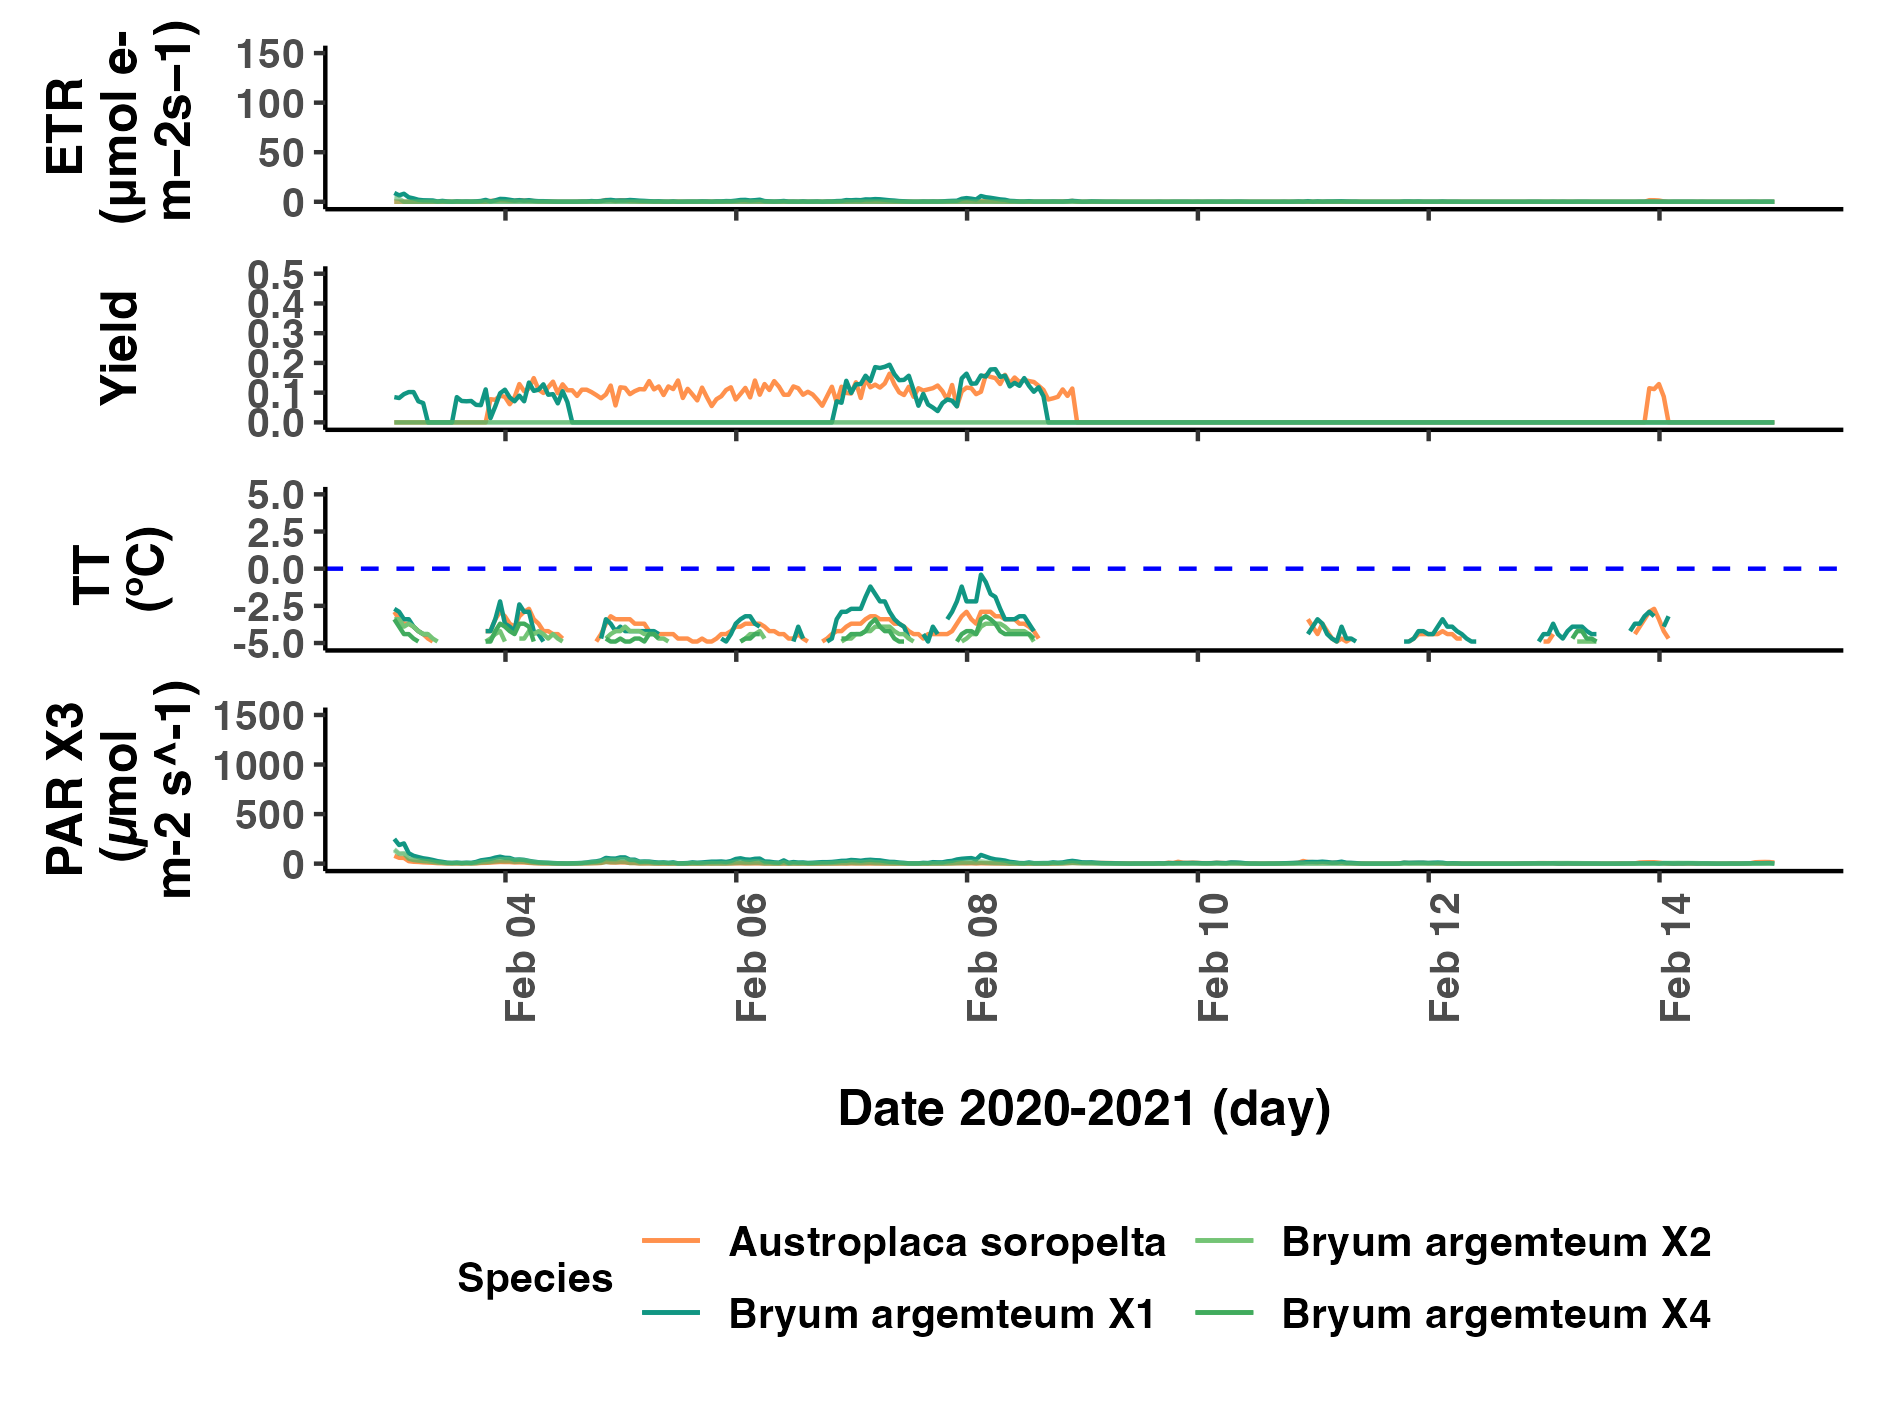 ETR
(µmol e-
m−2s−1)
150
100
50
0
Yield
0.5
0.4
0.3
0.2
0.1
0.0
TT
(ºC)
5.0
2.5
0.0
-2.5
-5.0
PAR X3
(µmol
m-2 s^-1)
1500
1000
500
0
Feb 04
Feb 06
Feb 08
Feb 10
Feb 12
Feb 14
Date 2020-2021 (day)
Species
Austroplaca soropelta
Bryum argemteum X2
Bryum argemteum X1
Bryum argemteum X4